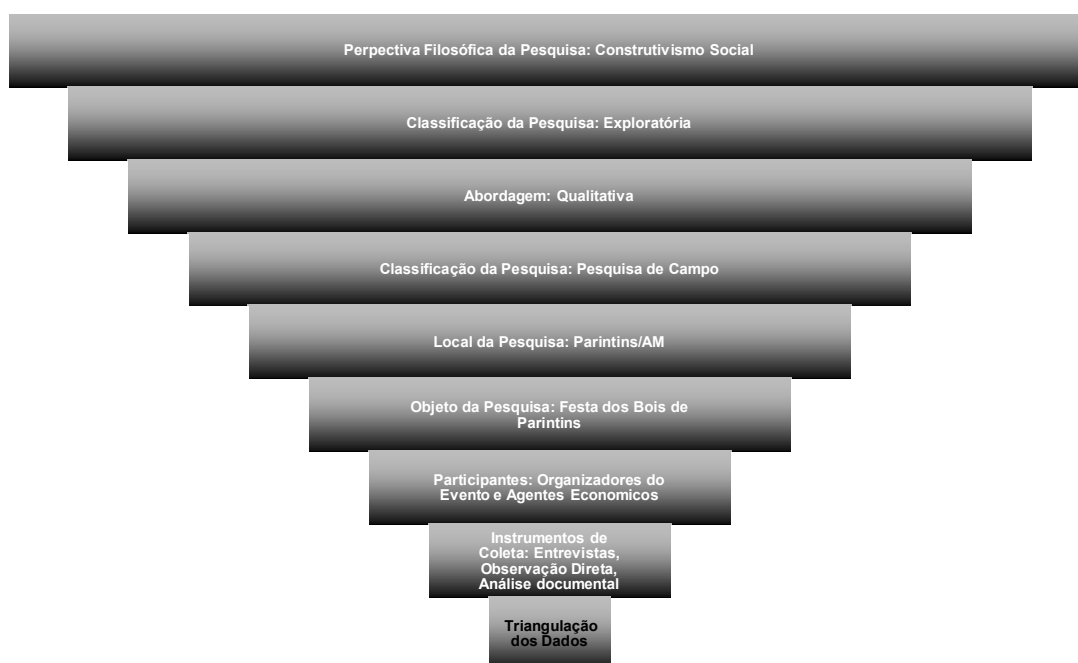 Perpectiva Filosófica da Pesquisa: Construtivismo Social
Classificação da Pesquisa: Exploratória
Abordagem: Qualitativa
Classificação da Pesquisa: Pesquisa de Campo
Local da Pesquisa: Parintins/AM
Objeto da Pesquisa: Festa dos Bois de
Parintins
Participantes: Organizadores do
Evento e Agentes Economicos
Instrumentos de
Coleta: Entrevistas,
Observação Direta,
Análise documental
Triangulação
dos Dados